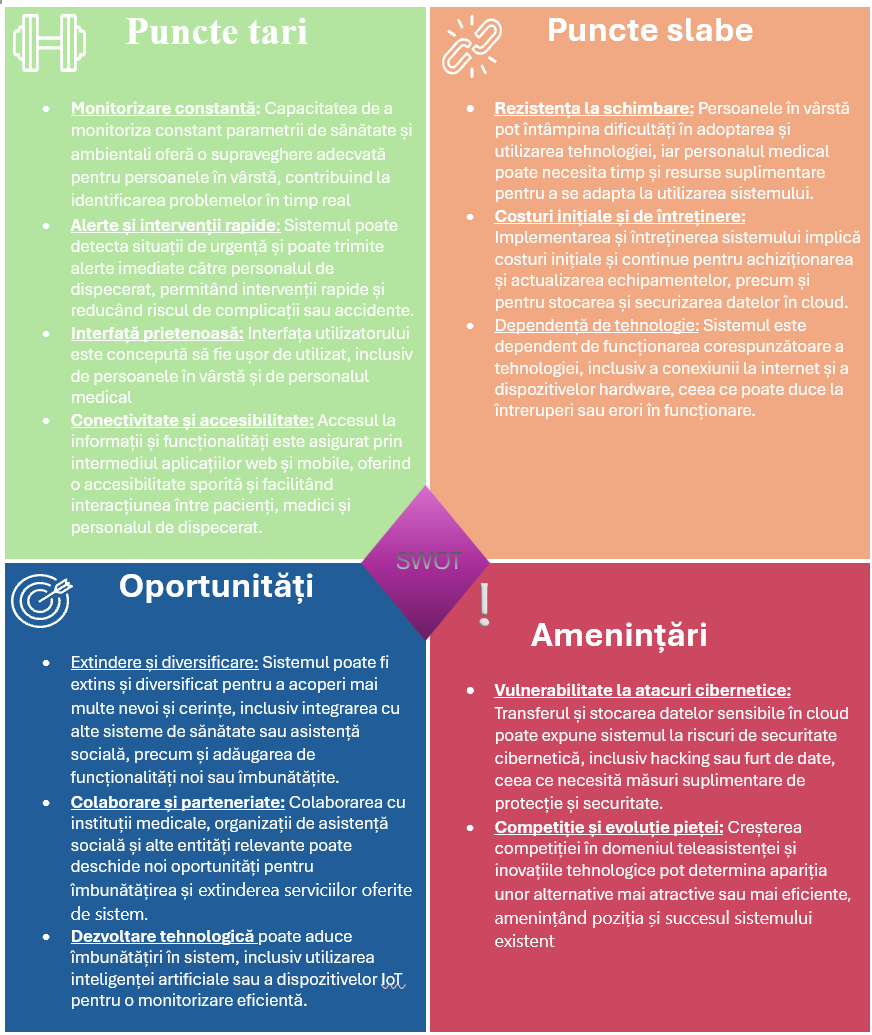 Puncte tari
• Monitorizare constantă: Capacitatea de a
monitoriza constant parametrii de sănătate și
ambientali oferă o supraveghere adecvată
pentru persoanele în vârstă, contribuind la
identificarea problemelor în timp real
• Alerte și intervenții rapide: Sistemul poate
detecta situații de urgență și poate trimite
alerte imediate către personalul de
dispecerat, permițând intervenții rapide și
reducând riscul de complicații sau accidente.
• Interfață prietenoasă: Interfața utilizatorului
este concepută să fie ușor de utilizat, inclusiv
de persoanele în vârstă și de personalul
medical
• Conectivitate și accesibilitate: Accesul la
informații și funcționalități este asigurat prin
intermediul aplicațiilor web și mobile, oferind
o accesibilitate sporită și facilitând
interacțiunea între pacienți, medici și
personalul de dispecerat.
Puncte slabe
• Rezistența la schimbare: Persoanele în vârstă
pot întâmpina dificultăți în adoptarea și
utilizarea tehnologiei, iar personalul medical
poate necesita timp și resurse suplimentare
pentru a se adapta la utilizarea sistemului.
• Costuri inițiale și de întreținere:
Implementarea și întreținerea sistemului implică
costuri inițiale și continue pentru achiziționarea
și actualizarea echipamentelor, precum și
pentru stocarea și securizarea datelor în cloud.
• Dependență de tehnologie: Sistemul este
dependent de funcționarea corespunzătoare a
tehnologiei, inclusiv a conexiunii la internet și a
dispozitivelor hardware, ceea ce poate duce la
întreruperi sau erori în funcționare.
SWOT
Oportunități
• Extindere și diversificare: Sistemul poate fi
extins și diversificat pentru a acoperi mai
multe nevoi și cerințe, inclusiv integrarea cu
alte sisteme de sănătate sau asistență
socială, precum și adăugarea de
funcționalități noi sau îmbunătățite.
• Colaborare și parteneriate: Colaborarea cu
instituții medicale, organizații de asistență
socială și alte entități relevante poate
deschide noi oportunități pentru
îmbunătățirea și extinderea serviciilor oferite
de sistem.
• Dezvoltare tehnologică poate aduce
îmbunătățiri în sistem, inclusiv utilizarea
inteligenței artificiale sau a dispozitivelor IoT
pentru o monitorizare eficientă.
!
Amenințări
• Vulnerabilitate la atacuri cibernetice:
Transferul și stocarea datelor sensibile în cloud
poate expune sistemul la riscuri de securitate
cibernetică, inclusiv hacking sau furt de date,
ceea ce necesită măsuri suplimentare de
protecție și securitate.
• Competiție și evoluție pieței: Creșterea
competiției în domeniul teleasistenței și
inovațiile tehnologice pot determina apariția
unor alternative mai atractive sau mai eficiente,
amenințând poziția și succesul sistemului
existent